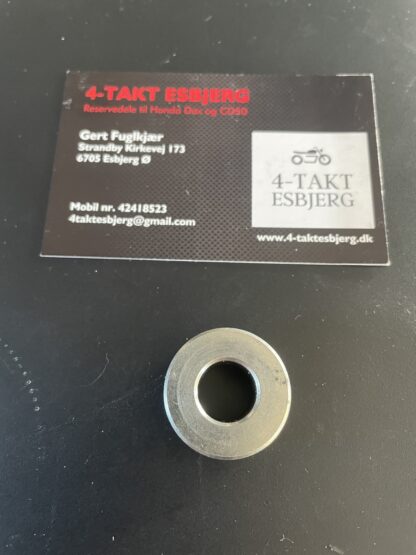 4-TAKT ESBJERG
Reservedele til Honda Dax og CD50
Gert Fuglkjær
Strandby Kirkevej 173
6705 Esbjerg Ø
4-TAKT
ESBJERG
Mobil nr. 42418523
4taktesbjerg@gmail.com
www.4-taktesbjerg.dk